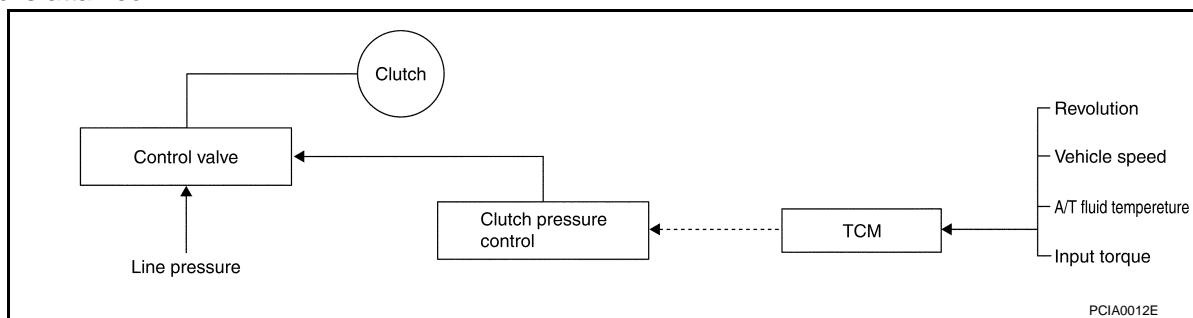 Clutch
Control valve
Line pressure
Clutch pressure
control
TCM
Revolution
Vehicle speed
A/T fluid tempereture
Input torque
PCIA0012E